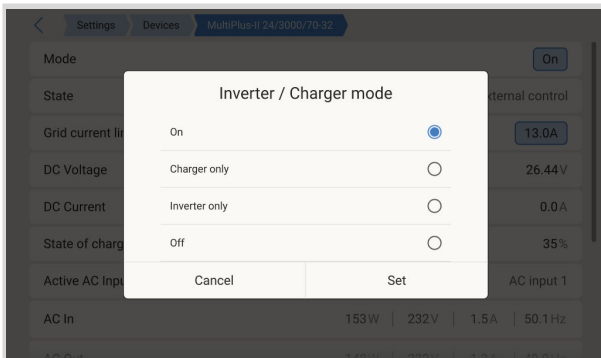 Settings Devices MultiPlus-II 24/3000/70-32
Mode On
State xternal control
Inverter / Charger mode
Grid current lir 13.0A
On
DC Voltage 26.44V
Charger only
DC Current 0.0A
Inverter only
State of charg 35%
Off
Active AC Inpu AC input 1
Cancel Set
AC In 153W 232V 1.5A 50.1Hz